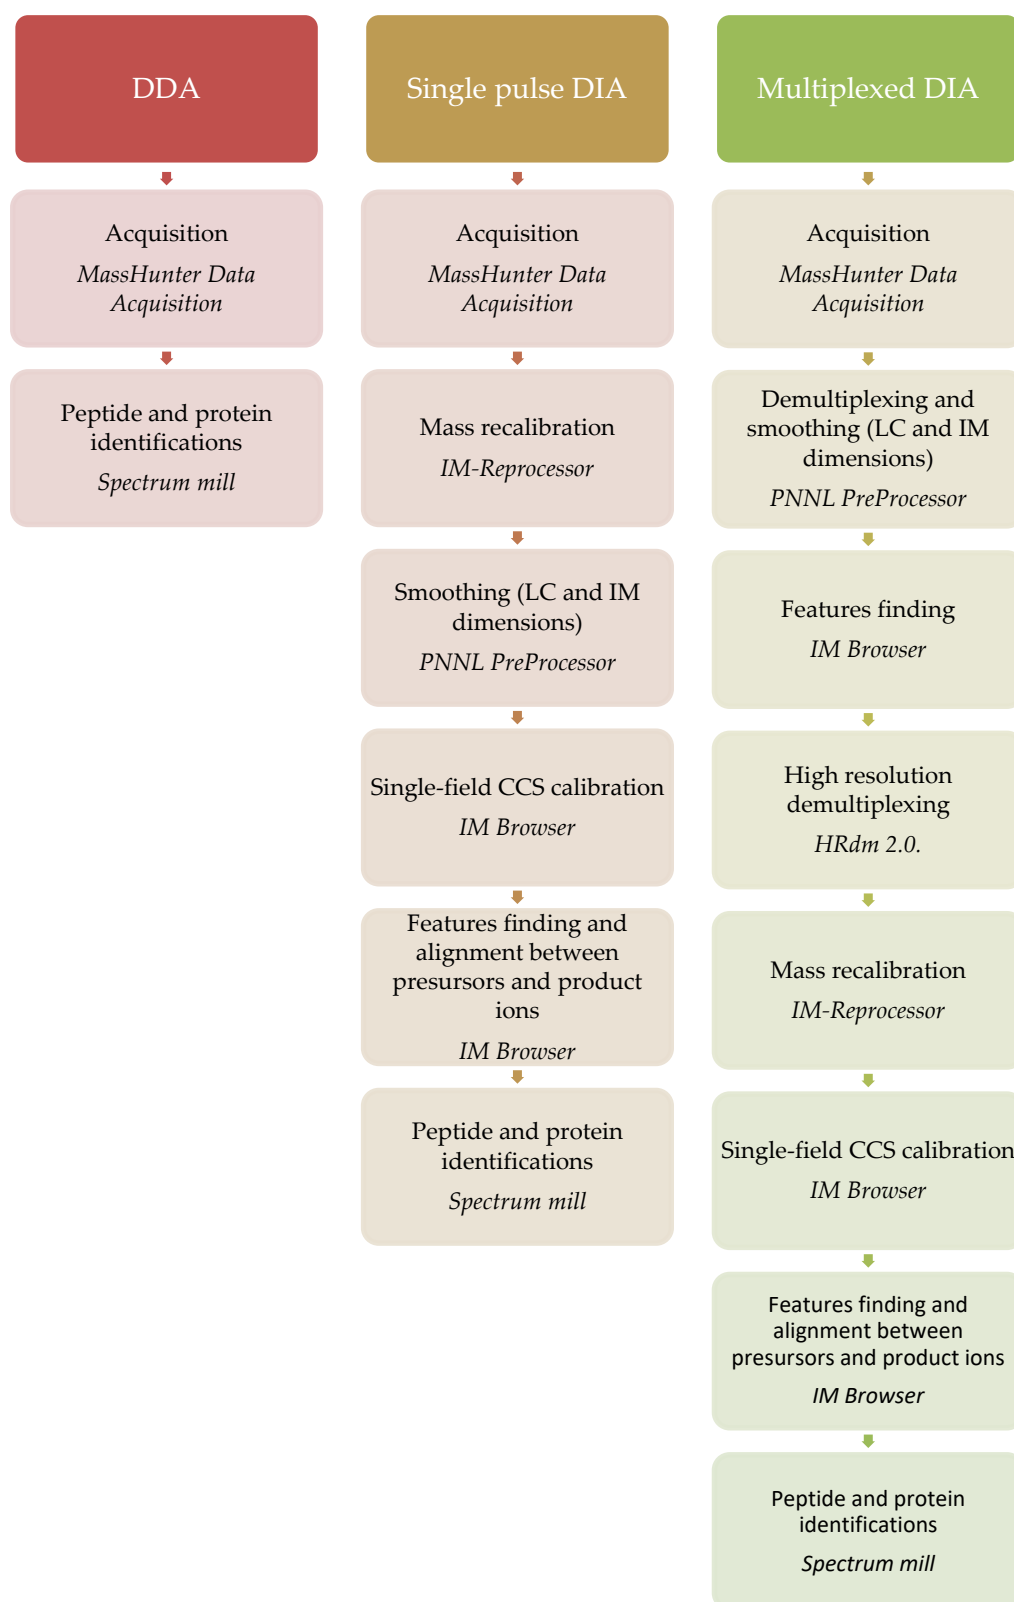 DDA
Acquisition
MassHunter Data
Acquisition
Peptide and protein
identifications
Spectrum mill
Single pulse DIA
Acquisition
MassHunter Data
Acquisition
Mass recalibration
IM-Reprocessor
Smoothing (LC and IM
dimensions)
PNNL PreProcessor
Single-field CCS calibration
IM Browser
Features finding and
alignment between
presursors and product
ions
IM Browser
Peptide and protein
identifications
Spectrum mill
Multiplexed DIA
Acquisition
MassHunter Data
Acquisition
Demultiplexing and
smoothing (LC and IM
dimensions)
PNNL PreProcessor
Features finding
IM Browser
High resolution
demultiplexing
HRdm 2.0.
Mass recalibration
IM-Reprocessor
Single-field CCS calibration
IM Browser
Features finding and
alignment between
presursors and product ions
IM Browser
Peptide and protein
identifications
Spectrum mill